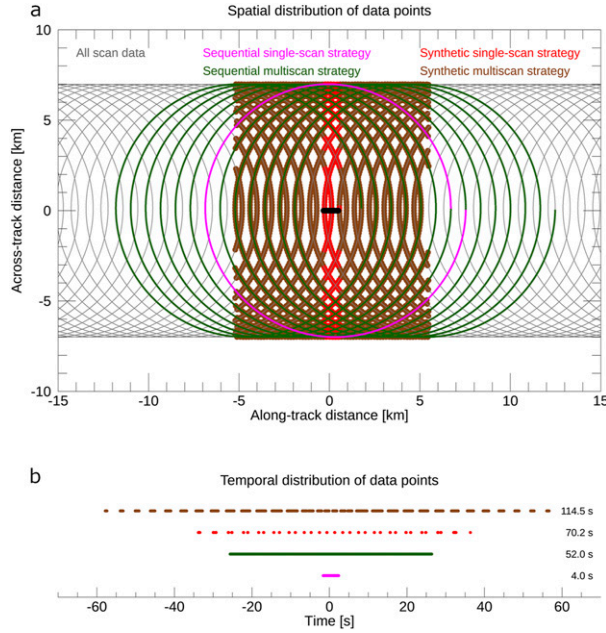 a
Spatial distribution of data points
All scan data
Sequential single-scan strategy
Synthetic single-scan strategy
Sequential multiscan strategy
Synthetic multiscan strategy
Across-track distance [km]
10
5
0
-5
-10
-15
-10
-5
0
5
10
15
Along-track distance [km]
b
Temporal distribution of data points
114.5 s
70.2 s
52.0 s
4.0 s
-60
-40
-20
0
20
40
60
Time [s]